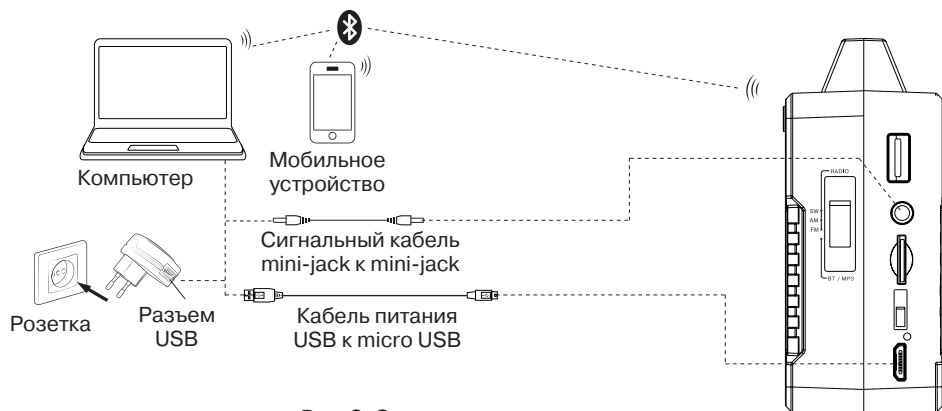 Компьютер
Мобильное
устройство
RADIO
SW
AM
FM
BT / MP3
Сигнальный кабель
mini-jack к mini-jack
Розетка
Разъем
USB
Кабель питания
USB к micro USB